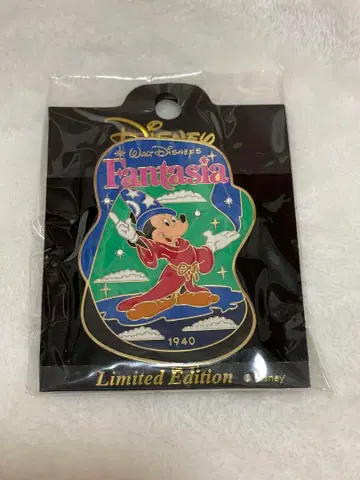 Disney
WALT DISNEY'S
Fantasia
1940
Limited Edition © Disney